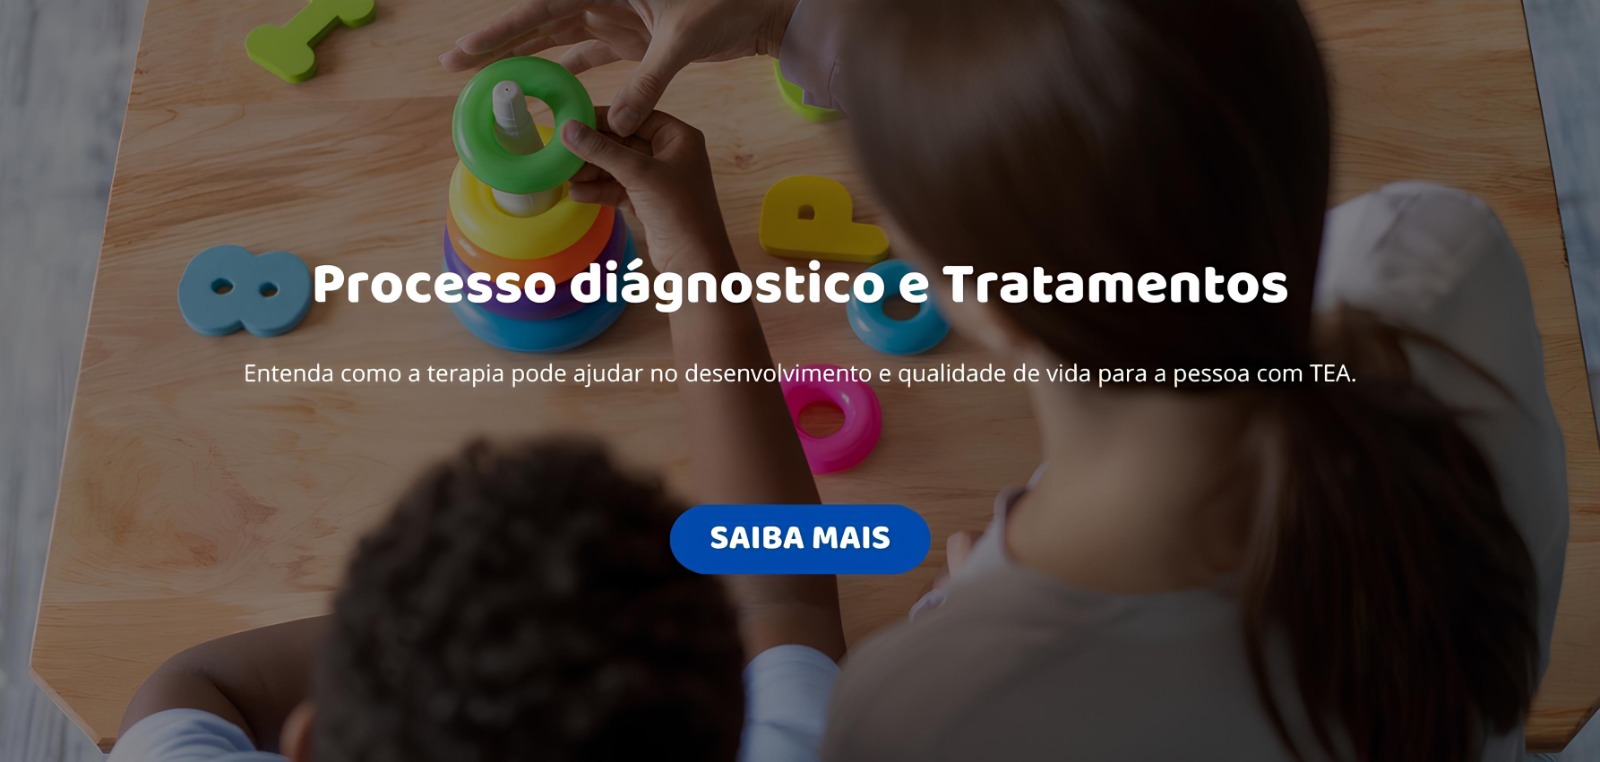 Processo diágnostico e Tratamentos
Entenda como a terapia pode ajudar no desenvolvimento e qualidade de vida para a pessoa com TEA.
SAIBA MAIS